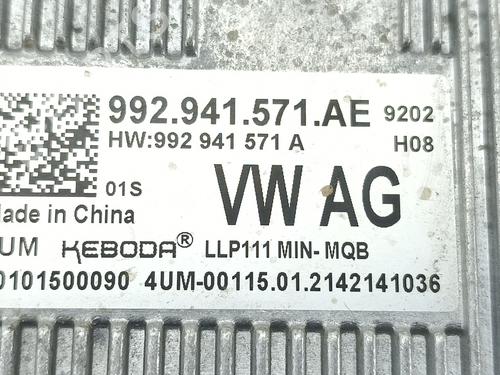 992.941.571.AE 9202
HW:992 941 571 A H08
01S VW AG
Made in China
UM KEBODA® LLP111 MIN- MQB
0101500090 4UM-00115.01.2142141036